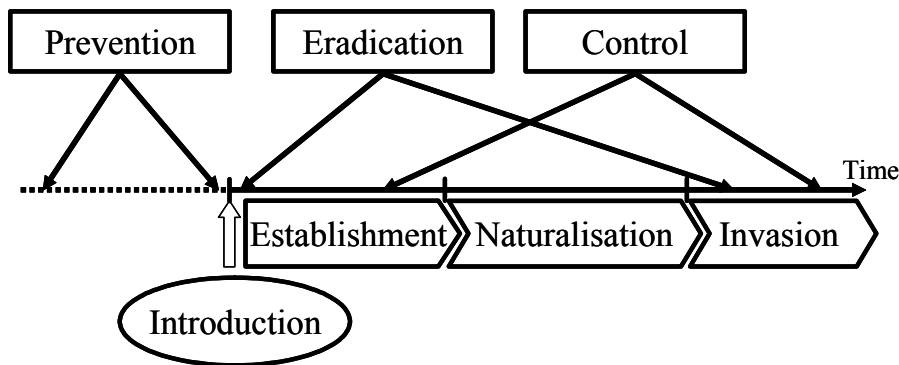 Prevention
Eradication
Control
Time
Establishment
Naturalisation
Invasion
Introduction